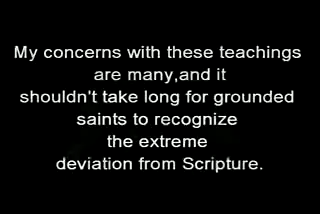 My concerns with these teachings
are many,and it
shouldn't take long for grounded
saints to recognize
the extreme
deviation from Scripture.